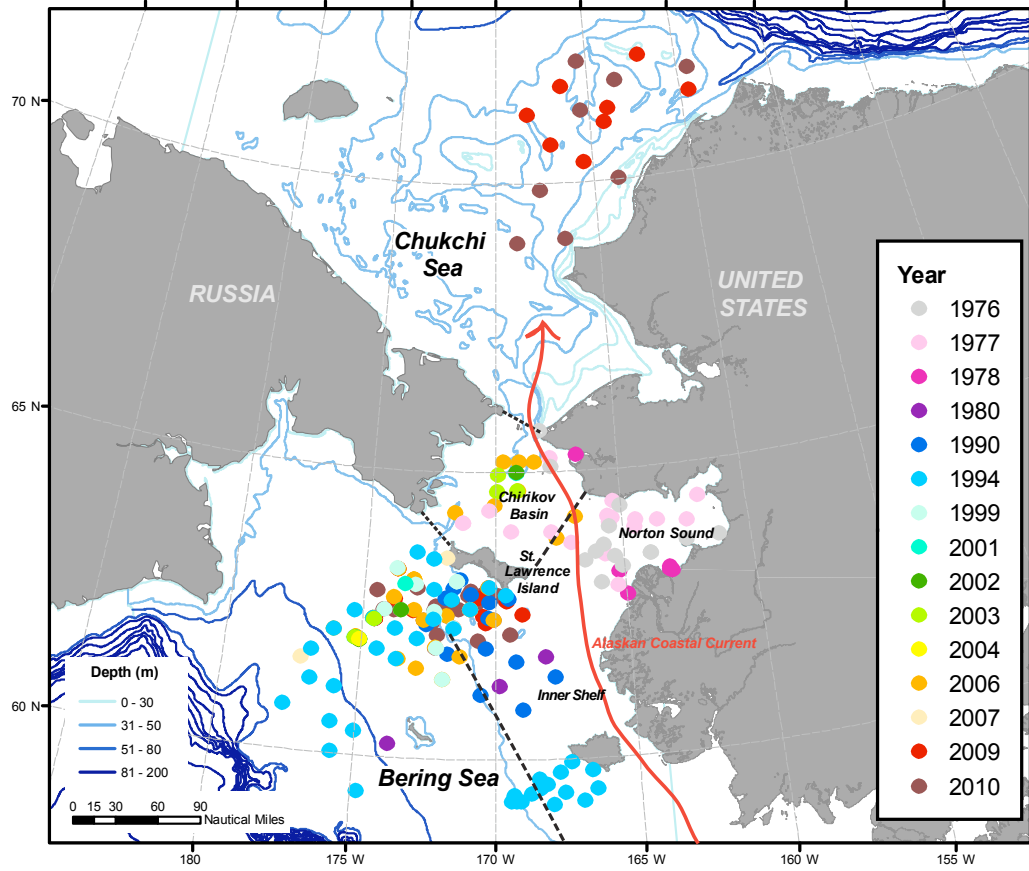 70 N
65 N
60 N
Chukchi
Sea
RUSSIA
UNITED
STATES
Chirikov
Basin
Norton Sound
St.
Lawrence
Island
Alaskan Coastal Current
Inner Shelf
Bering Sea
Year
1976
1977
1978
1980
1990
1994
1999
2001
2002
2003
2004
2006
2007
2009
2010
Depth (m)
0 - 30
31 - 50
51 - 80
81 - 200
0 15 30 60 90
Nautical Miles
180 175 W 170 W 165 W 160 W 155 W